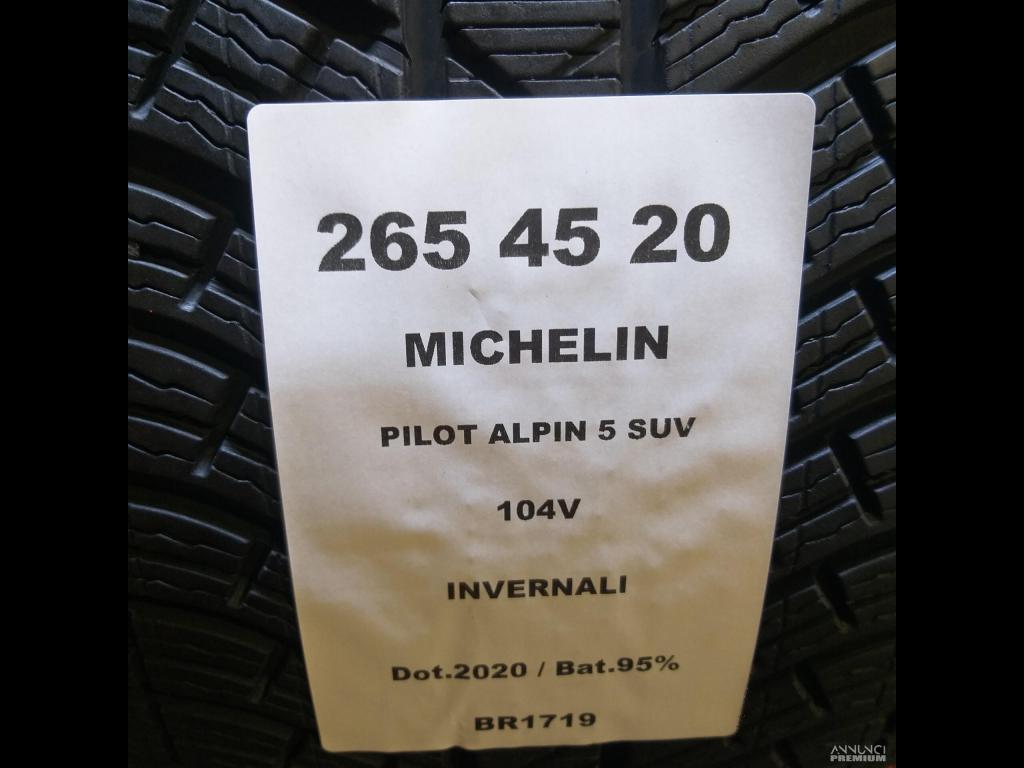 265 45 20
MICHELIN
PILOT ALPIN 5 SUV
104V
INVERNALI
Dot.2020 / Bat.95%
BR1719
ANNUNCI
PREMIUM